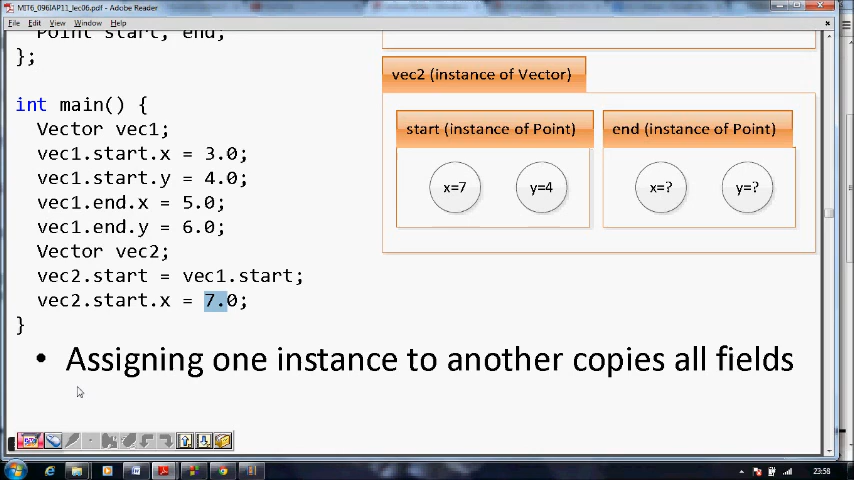 MIT6_096IAP11_lec06.pdf - Adobe Reader
File Edit View Window Help
Point start, end;
};
int main() {
Vector vec1;
vec1.start.x = 3.0;
vec1.start.y = 4.0;
vec1.end.x = 5.0;
vec1.end.y = 6.0;
Vector vec2;
vec2.start = vec1.start;
vec2.start.x = 7.0;
}
vec2 (instance of Vector)
start (instance of Point)
end (instance of Point)
x=7
y=4
x=?
y=?
• Assigning one instance to another copies all fields
23:58